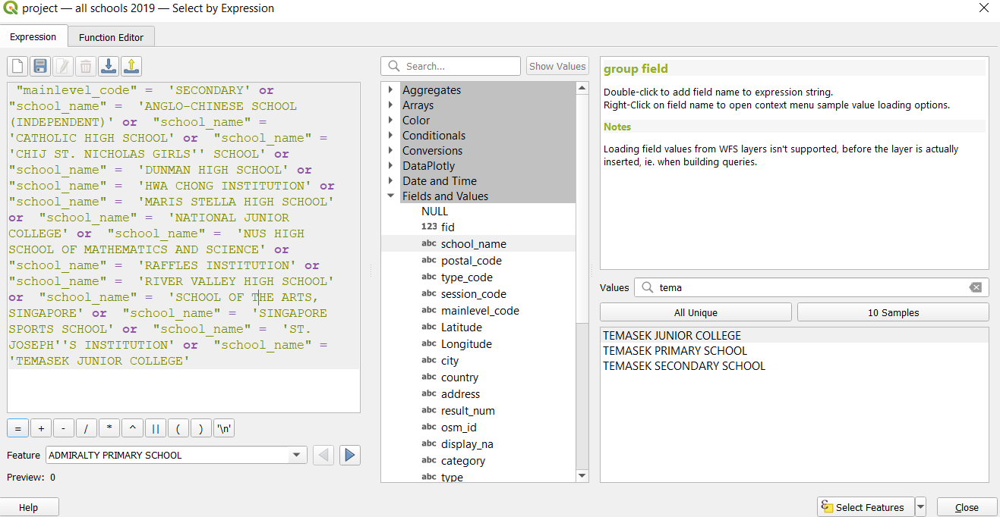 project — all schools 2019 — Select by Expression
Expression
Function Editor
"mainlevel_code" = 'SECONDARY' or
"school_name" = 'ANGLO-CHINESE SCHOOL
(INDEPENDENT)' or "school_name" =
'CATHOLIC HIGH SCHOOL' or "school_name" =
'CHIJ ST. NICHOLAS GIRLS'' SCHOOL' or
"school_name" = 'DUNMAN HIGH SCHOOL' or
"school_name" = 'HWA CHONG INSTITUTION' or
"school_name" = 'MARIS STELLA HIGH SCHOOL'
or "school_name" = 'NATIONAL JUNIOR
COLLEGE' or "school_name" = 'NUS HIGH
SCHOOL OF MATHEMATICS AND SCIENCE' or
"school_name" = 'RAFFLES INSTITUTION' or
"school_name" = 'RIVER VALLEY HIGH SCHOOL'
or "school_name" = 'SCHOOL OF THE ARTS,
SINGAPORE' or "school_name" = 'SINGAPORE
SPORTS SCHOOL' or "school_name" = 'ST.
JOSEPH''S INSTITUTION' or "school_name" =
'TEMASEK JUNIOR COLLEGE'
= + - / * ^ || ( ) '\n'
Feature ADMIRALTY PRIMARY SCHOOL
Preview: 0
Help
Search...
Show Values
Aggregates
Arrays
Color
Conditionals
Conversions
DataPlotly
Date and Time
Fields and Values
NULL
123 fid
abc school_name
abc postal_code
abc type_code
abc session_code
abc mainlevel_code
abc Latitude
abc Longitude
abc city
abc country
abc address
abc result_num
abc osm_id
abc display_na
abc category
abc type
group field
Double-click to add field name to expression string.
Right-Click on field name to open context menu sample value loading options.
Notes
Loading field values from WFS layers isn't supported, before the layer is actually
inserted, ie. when building queries.
Values tema
All Unique
10 Samples
TEMASEK JUNIOR COLLEGE
TEMASEK PRIMARY SCHOOL
TEMASEK SECONDARY SCHOOL
Select Features
Close